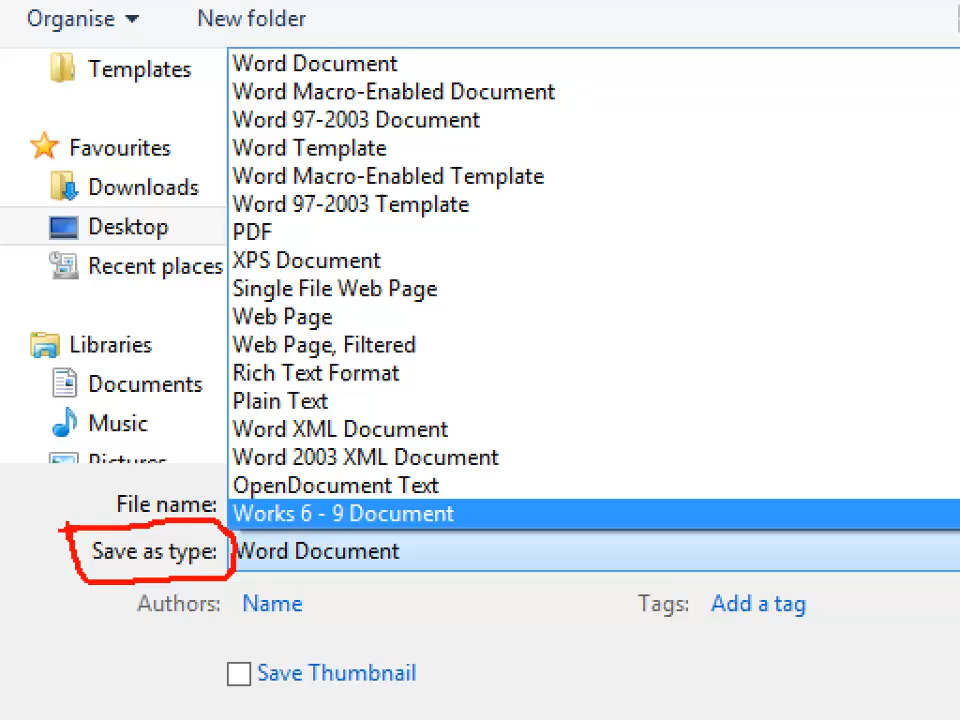 Organise New folder
Templates
Favourites
Downloads
Desktop
Recent places
Libraries
Documents
Music
Pictures
Word Document
Word Macro-Enabled Document
Word 97-2003 Document
Word Template
Word Macro-Enabled Template
Word 97-2003 Template
PDF
XPS Document
Single File Web Page
Web Page
Web Page, Filtered
Rich Text Format
Plain Text
Word XML Document
Word 2003 XML Document
OpenDocument Text
Works 6 - 9 Document
File name:
Save as type: Word Document
Authors: Name Tags: Add a tag
Save Thumbnail